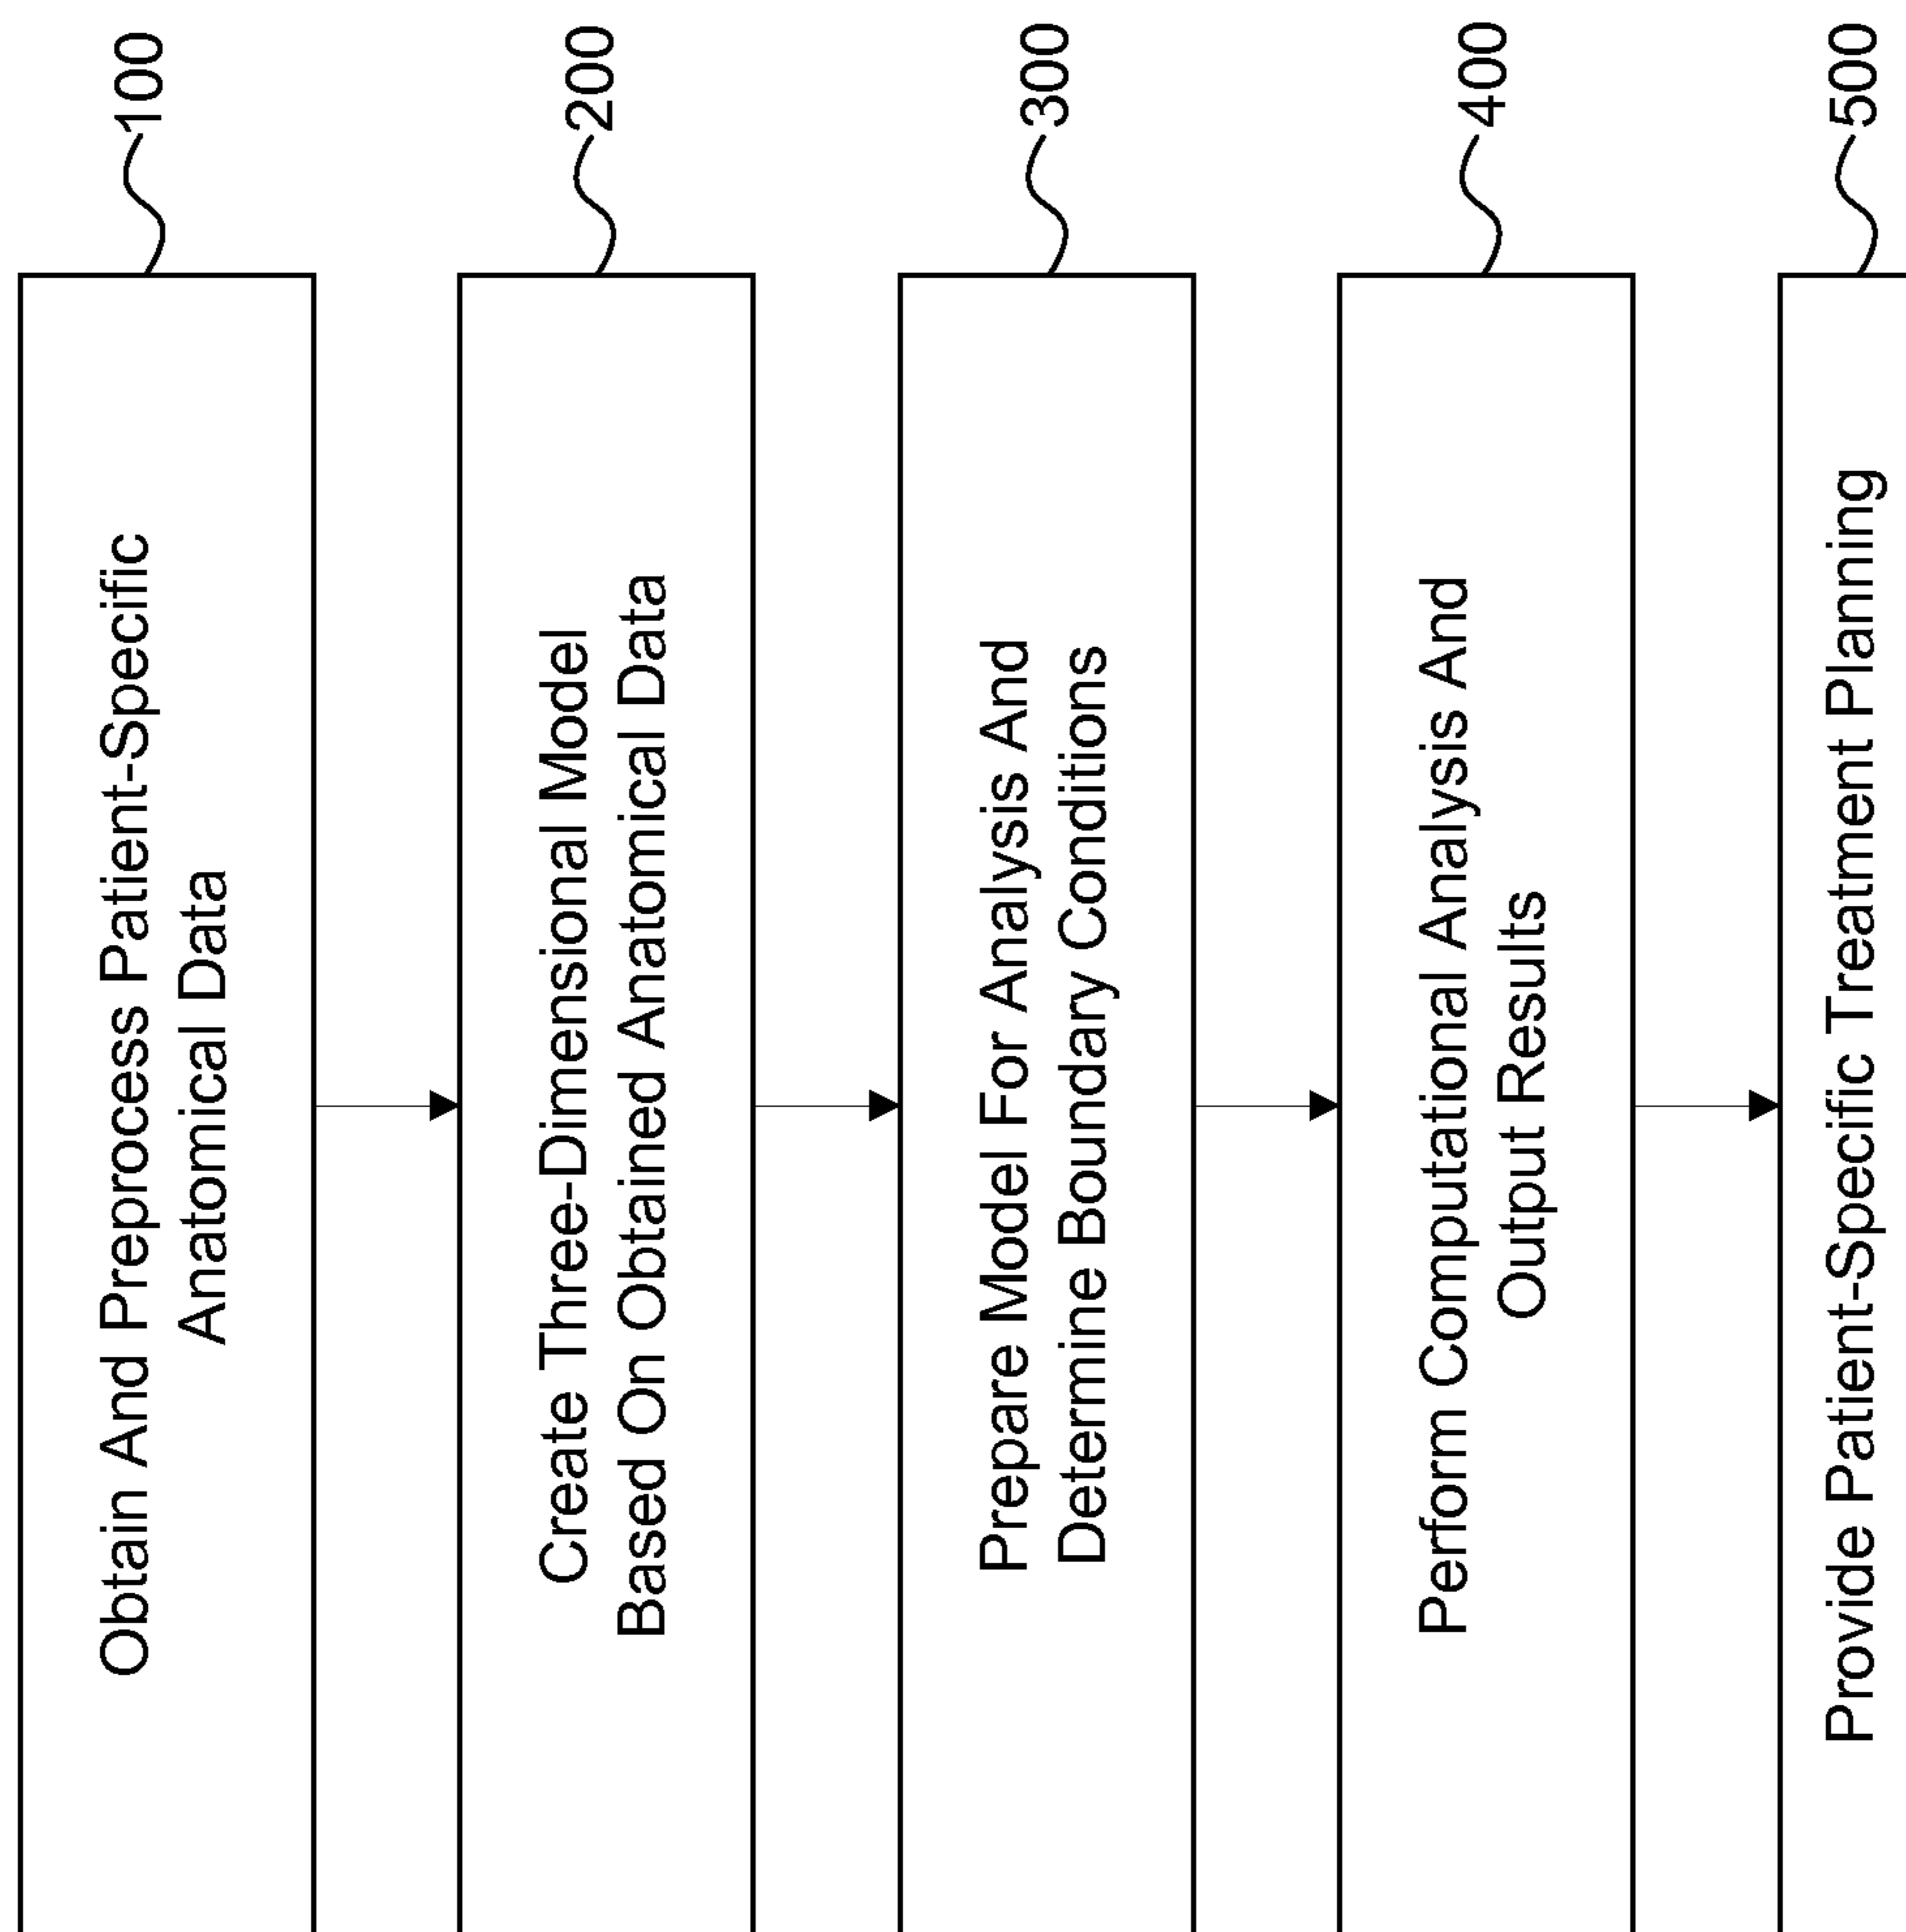 Obtain And Preprocess Patient-Specific
Anatomical Data
100
Create Three-Dimensional Model
Based On Obtained Anatomical Data
200
Prepare Model For Analysis And
Determine Boundary Conditions
300
Perform Computational Analysis And
Output Results
400
Provide Patient-Specific Treatment Planning
500